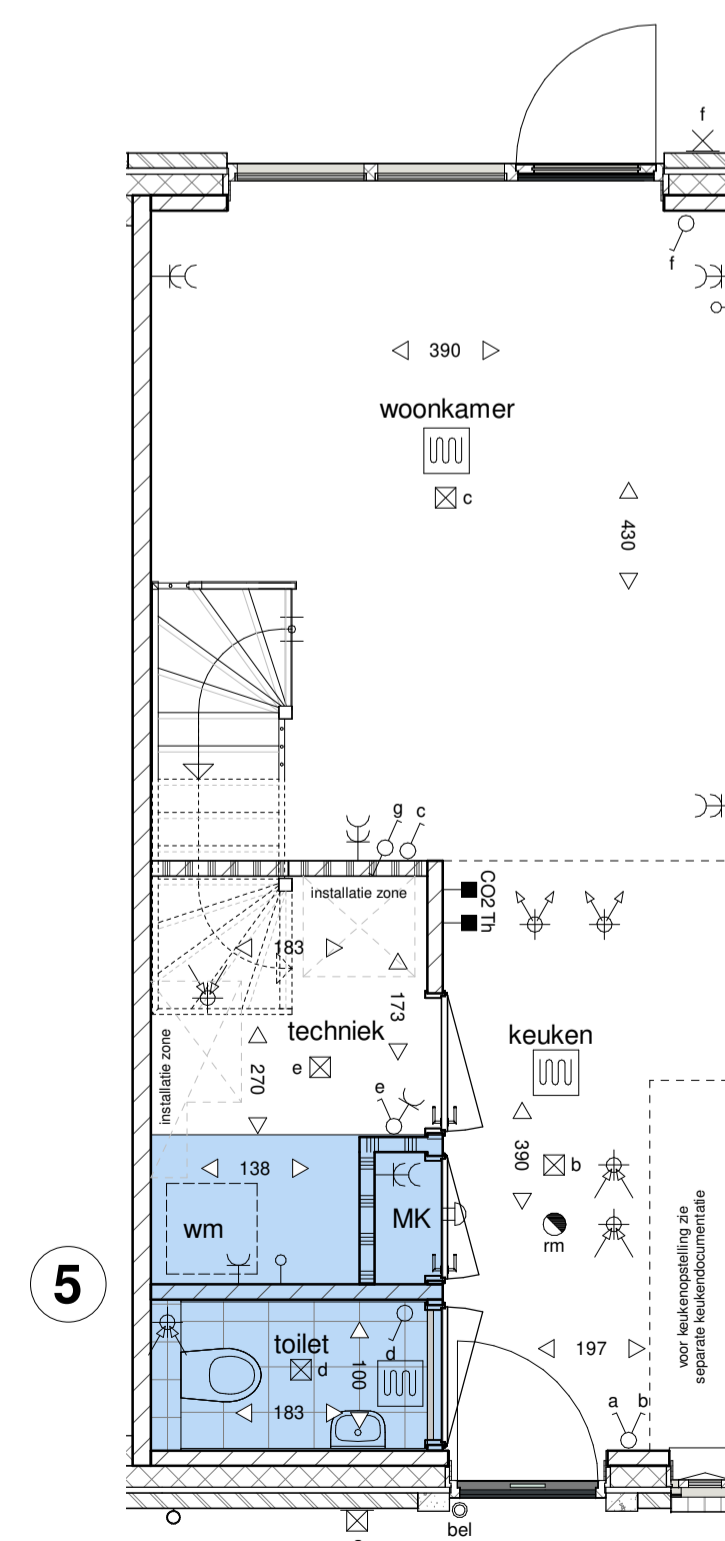 f
f
390
woonkamer
c
430
g c
installatie zone
CO2 Th
183
173
techniek
keuken
e
installatie zone
270
e
390
b
138
wm
MK
rm
5
voor keukenopstelling zie
separate keukendocumentatie
toilet
d
d
100
197
183
a b
bel